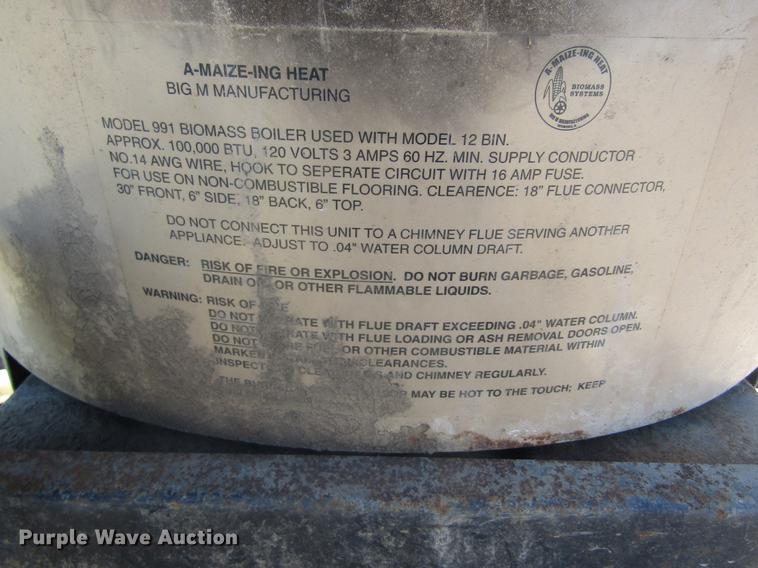 A-MAIZE-ING HEAT
BIG M MANUFACTURING
A-MAIZE-ING HEAT
BIOMASS
SYSTEMS
BIG M MANUFACTURING
MODEL 991 BIOMASS BOILER USED WITH MODEL 12 BIN.
APPROX. 100,000 BTU, 120 VOLTS 3 AMPS 60 HZ. MIN. SUPPLY CONDUCTOR
NO.14 AWG WIRE, HOOK TO SEPERATE CIRCUIT WITH 16 AMP FUSE.
FOR USE ON NON-COMBUSTIBLE FLOORING. CLEARENCE: 18" FLUE CONNECTOR,
30" FRONT, 6" SIDE, 18" BACK, 6" TOP.
DO NOT CONNECT THIS UNIT TO A CHIMNEY FLUE SERVING ANOTHER
APPLIANCE. ADJUST TO .04" WATER COLUMN DRAFT.
DANGER: RISK OF FIRE OR EXPLOSION. DO NOT BURN GARBAGE, GASOLINE,
DRAIN OIL, OR OTHER FLAMMABLE LIQUIDS.
WARNING: RISK OF
DO NOT WITH FLUE DRAFT EXCEEDING .04" WATER COLUMN.
DO NOT WITH FLUE LOADING OR ASH REMOVAL DOORS OPEN.
DO NOT OR OTHER COMBUSTIBLE MATERIAL WITHIN
CLEARANCES.
AND CHIMNEY REGULARLY.
THE MAY BE HOT TO THE TOUCH; KEEP
Purple Wave Auction